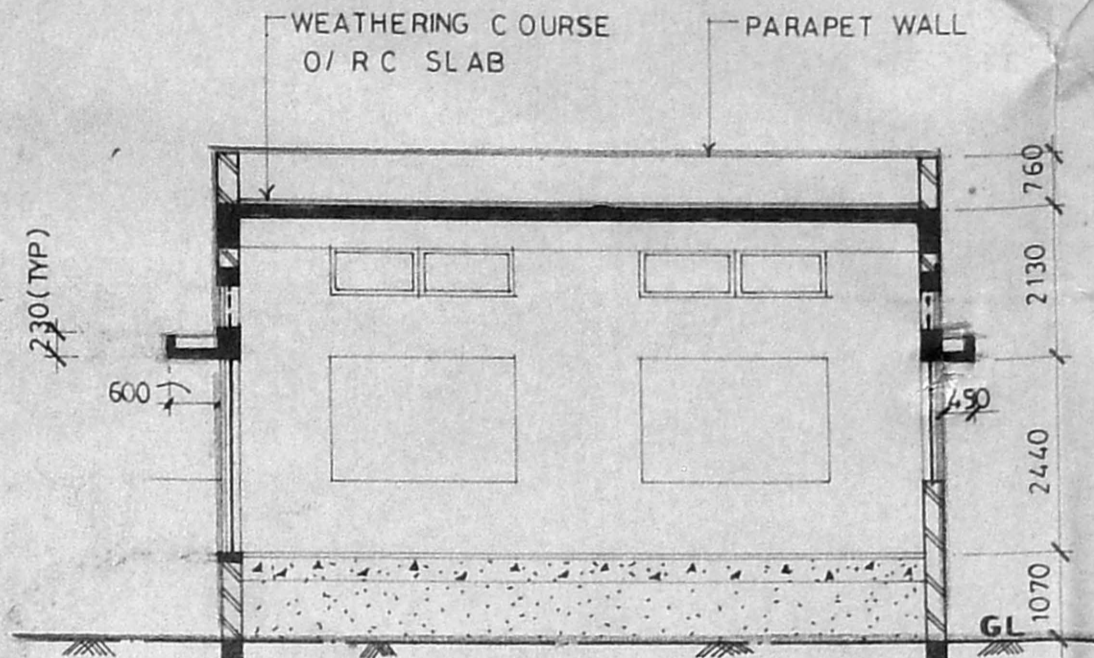 WEATHERING COURSE
O/ RC SLAB
PARAPET WALL
760
2130
230(TYP)
600
450
2440
1070
GL